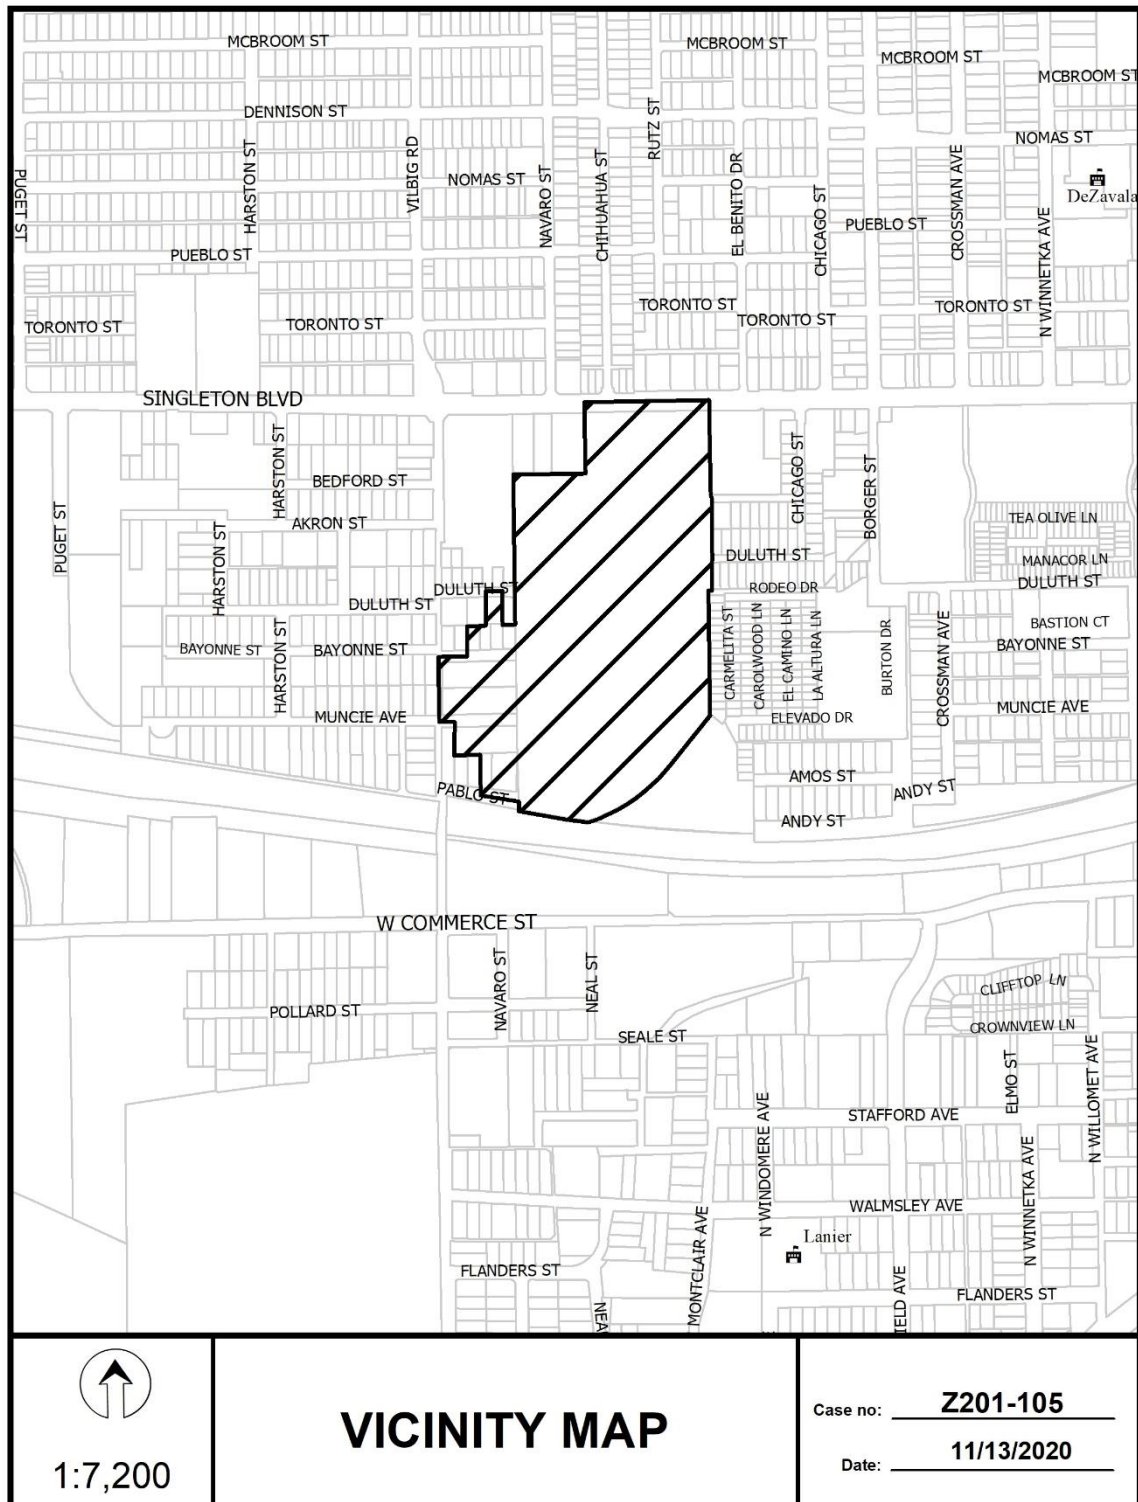 MCBROOM ST
MCBROOM ST
MCBROOM ST
MCBROOM ST
DENNISON ST
RUTZ ST
NOMAS ST
HARSTON ST
VILBIG RD
NOMAS ST
NAVARO ST
CHIHUAHUA ST
EL BENITO DR
CHICAGO ST
CROSSMAN AVE
DeZavala
PUGET ST
PUEBLO ST
PUEBLO ST
N WINNETKA AVE
TORONTO ST
TORONTO ST
TORONTO ST
TORONTO ST
TORONTO ST
SINGLETON BLVD
HARSTON ST
BEDFORD ST
CHICAGO ST
BORGER ST
PUGET ST
AKRON ST
TEA OLIVE LN
HARSTON ST
DULUTH ST
MANACOR LN
DULUTH ST
DULUTH ST
RODEO DR
DULUTH ST
BAYONNE ST
HARSTON ST
BAYONNE ST
CARMELITA ST
CAROLWOOD LN
EL CAMINO LN
LA ALTURA LN
BURTON DR
CROSSMAN AVE
BASTION CT
BAYONNE ST
MUNCIE AVE
ELEVADO DR
MUNCIE AVE
PABLO ST
AMOS ST
ANDY ST
ANDY ST
W COMMERCE ST
NAVARO ST
NEAL ST
CLIFFTOP LN
POLLARD ST
SEALE ST
CROWNVIEW LN
ELMO ST
N WILLOMET AVE
N WINDOMERE AVE
STAFFORD AVE
N WINNETKA AVE
MONTCLAIR AVE
WALMSLEY AVE
Lanier
FLANDERS ST
FLANDERS ST
NEA
IELD AVE
1:7,200
VICINITY MAP
Case no: Z201-105
Date: 11/13/2020